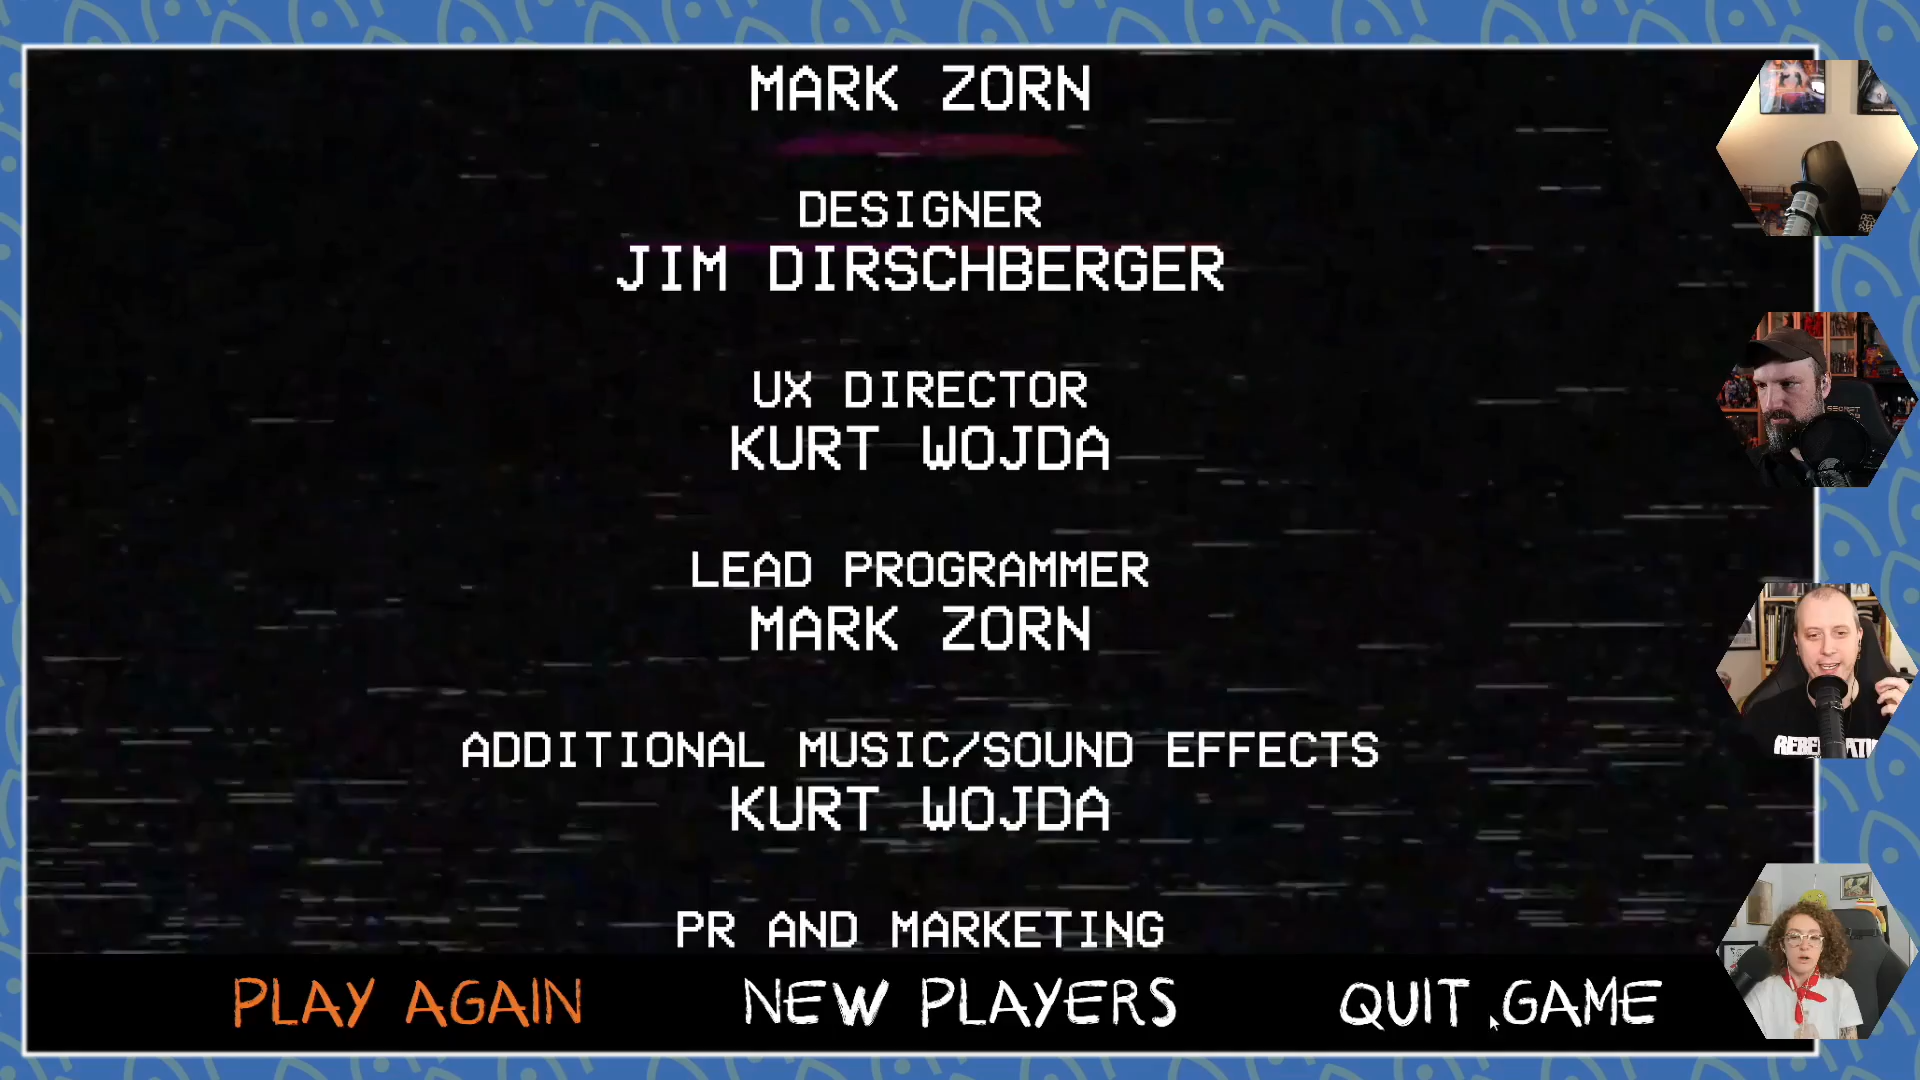 MARK ZORN
DESIGNER
JIM DIRSCHBERGER
UX DIRECTOR
KURT WOJDA
LEAD PROGRAMMER
MARK ZORN
ADDITIONAL MUSIC/SOUND EFFECTS
KURT WOJDA
PR AND MARKETING
PLAY AGAIN
NEW PLAYERS
QUIT GAME